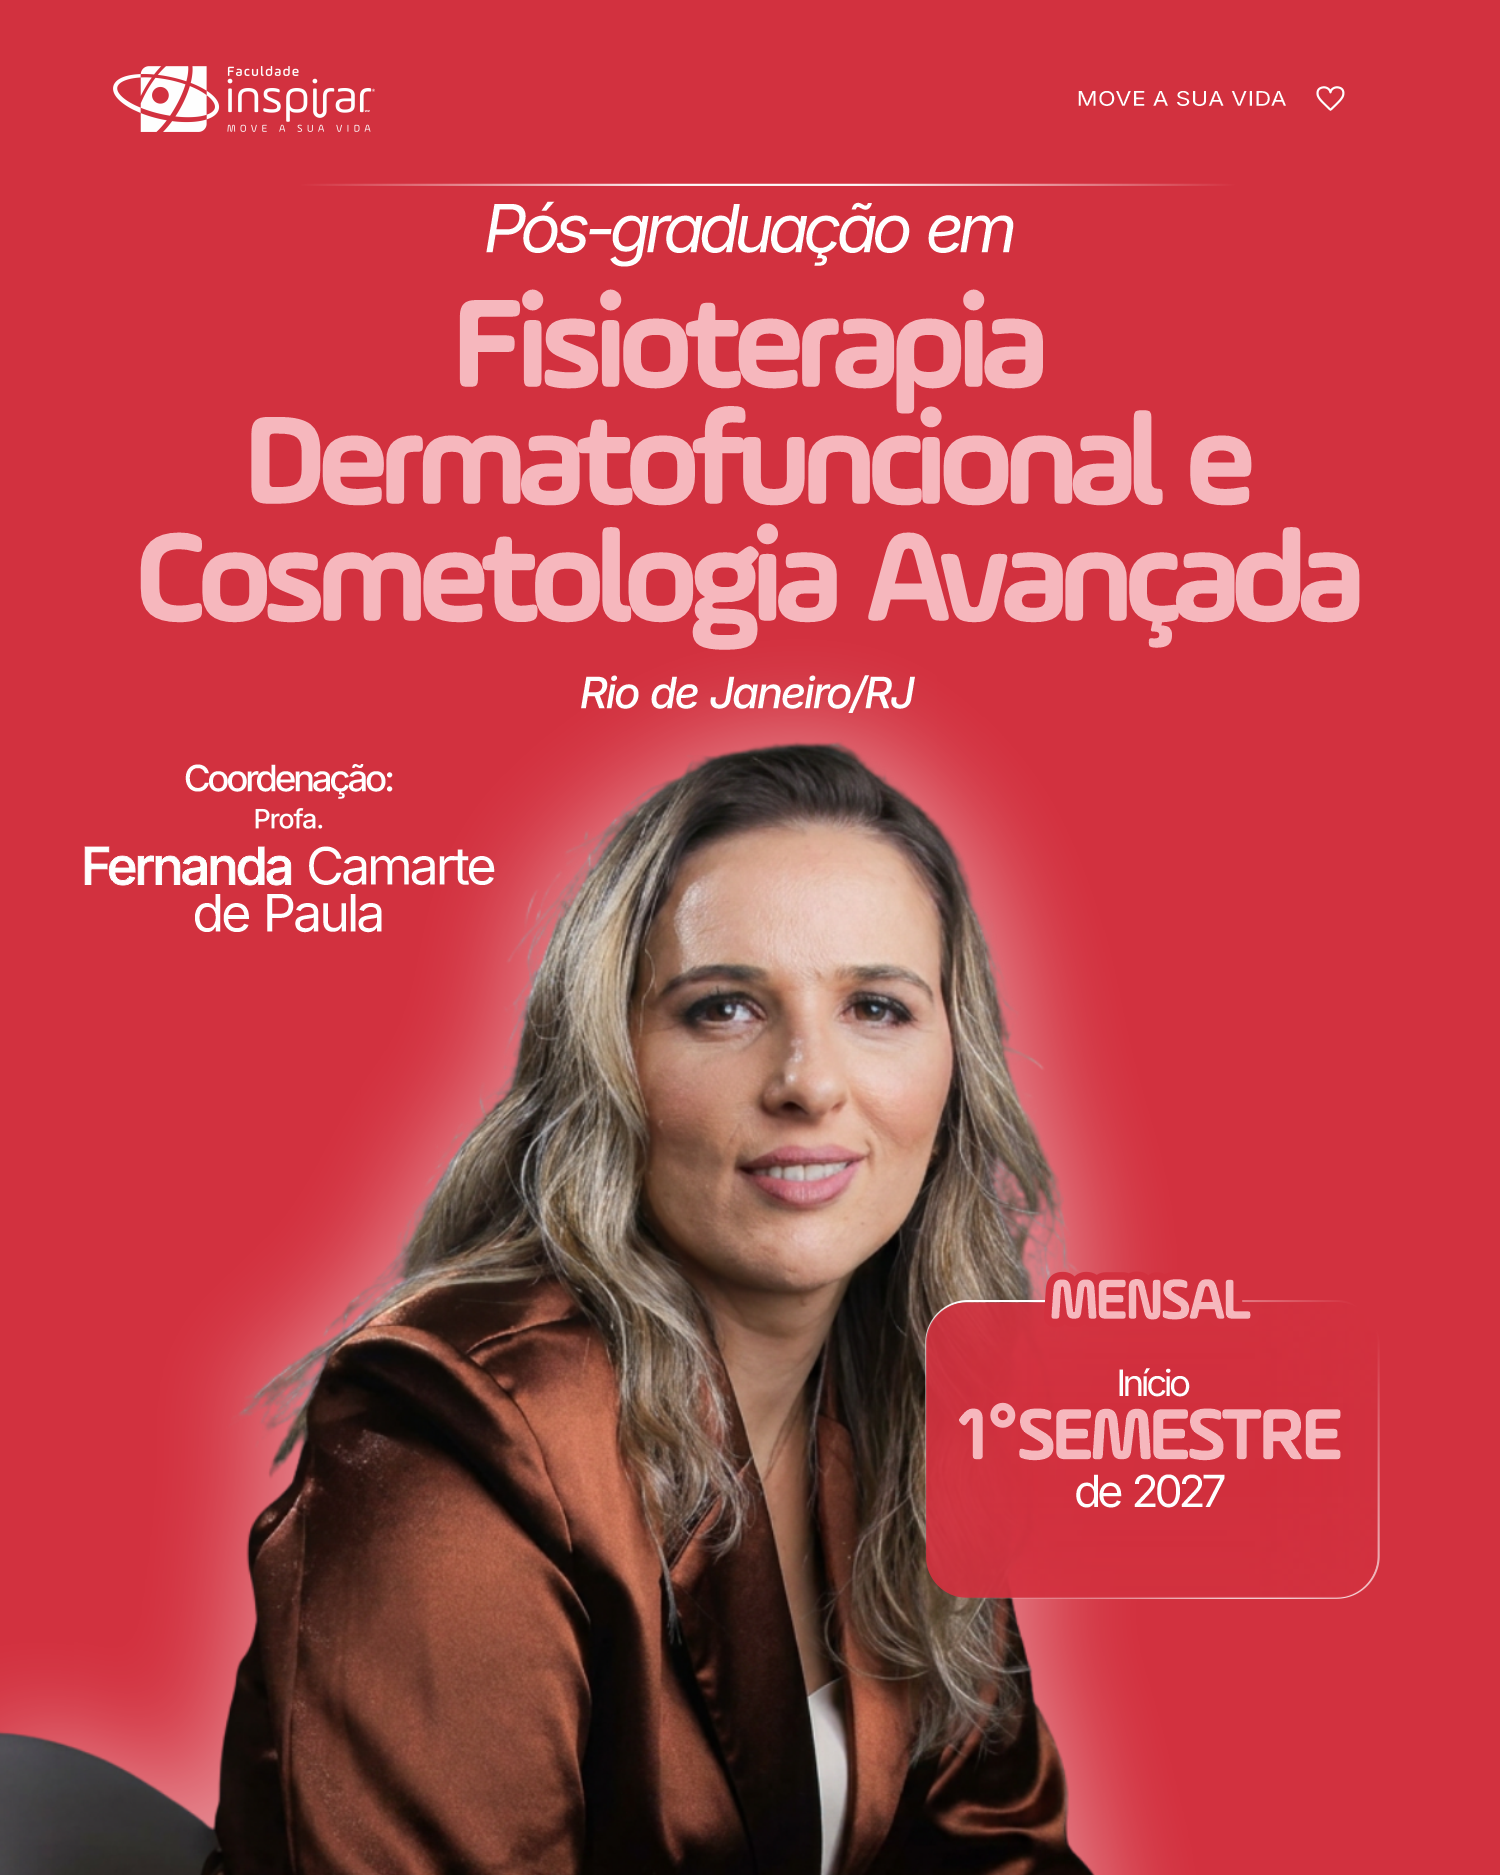 Faculdade
inspirar
MOVE A SUA VIDA
MOVE A SUA VIDA
Pós-graduação em
Fisioterapia
Dermatofuncional e
Cosmetologia Avançada
Rio de Janeiro/RJ
Coordenação:
Profa.
Fernanda Camarte
de Paula
MENSAL
Início
1°SEMESTRE
de 2027